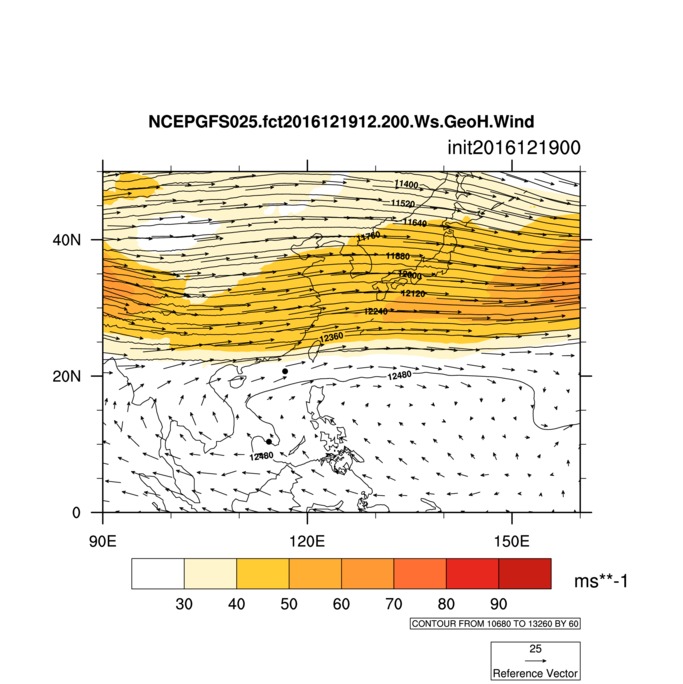 NCEPGFS025.fct2016121912.200.Ws.GeoH.Wind
init2016121900
11400
11520
11640
40N
11760
11880
12000
12120
12240
12360
20N
12480
12480
0
90E 120E 150E
ms**-1
30 40 50 60 70 80 90
CONTOUR FROM 10680 TO 13260 BY 60
25
Reference Vector